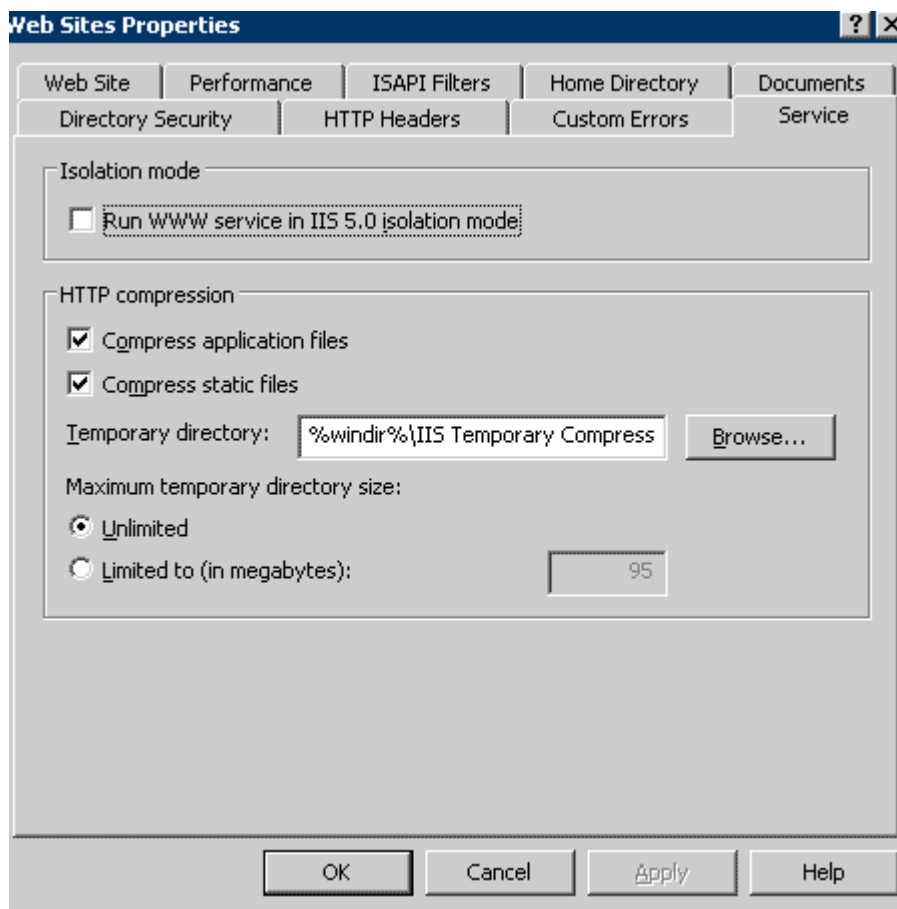 Web Sites Properties
Web Site Performance ISAPI Filters Home Directory Documents
Directory Security HTTP Headers Custom Errors Service
Isolation mode
Run WWW service in IIS 5.0 isolation mode
HTTP compression
Compress application files
Compress static files
Temporary directory: %windir%\IIS Temporary Compress Browse...
Maximum temporary directory size:
Unlimited
Limited to (in megabytes): 95
OK Cancel Apply Help